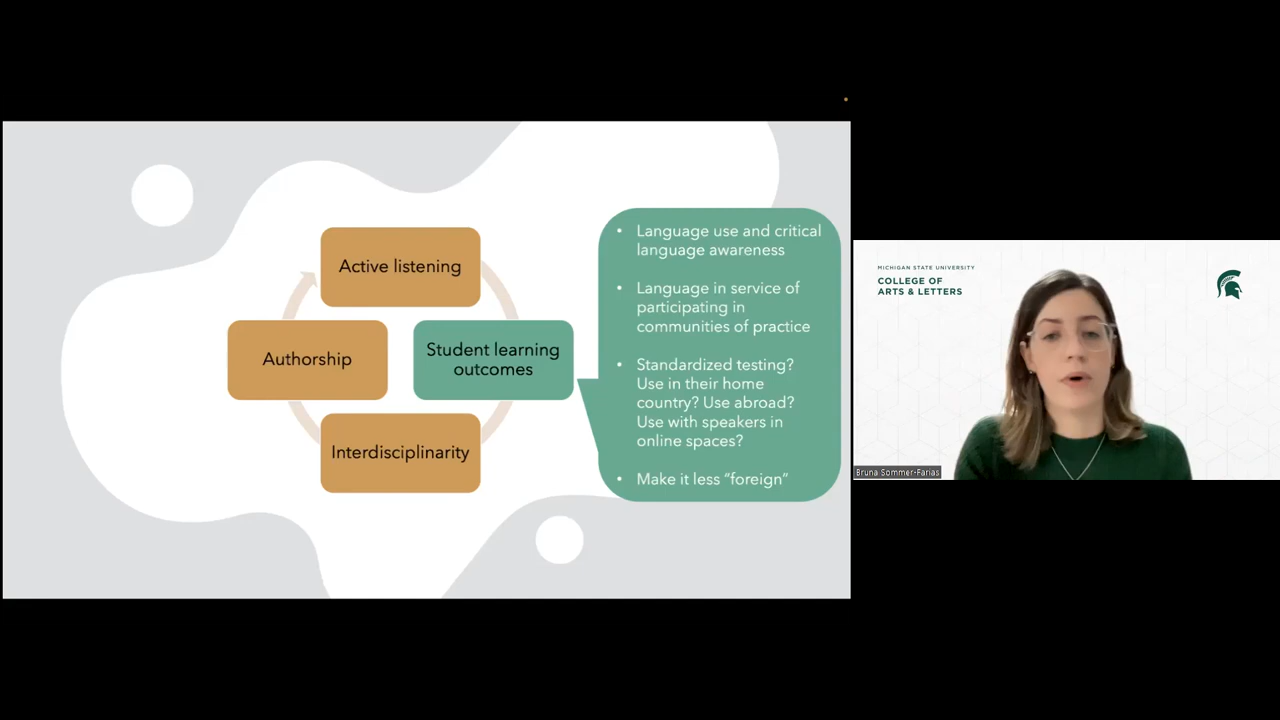 Active listening
Authorship
Student learning
outcomes
Interdisciplinarity
• Language use and critical
language awareness
• Language in service of
participating in
communities of practice
• Standardized testing?
Use in their home
country? Use abroad?
Use with speakers in
online spaces?
• Make it less “foreign”
MICHIGAN STATE UNIVERSITY
COLLEGE OF
ARTS & LETTERS
Bruna Sommer-Farias